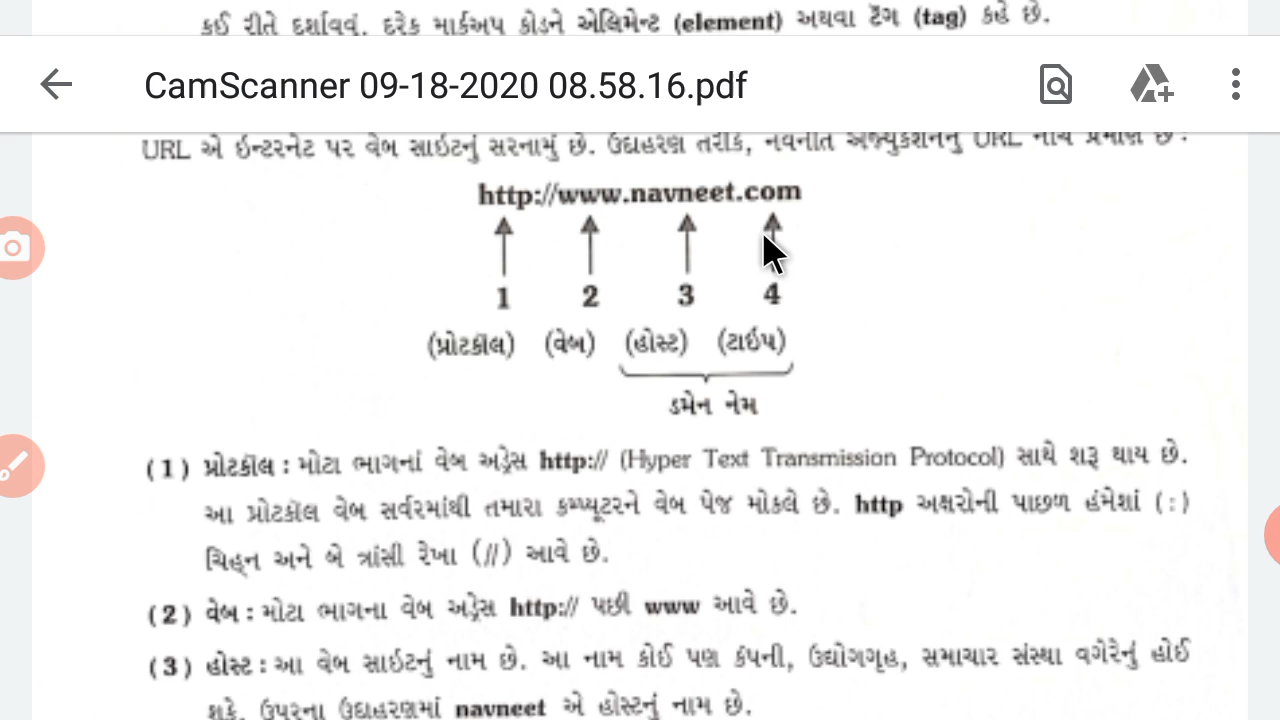 કઈ રીતે દર્શાવવું. દરેક માર્કઅપ કોડને એલિમેન્ટ (element) અથવા ટૅગ (tag) કહે છે.
CamScanner 09-18-2020 08.58.16.pdf
URL એ ઇન્ટરનેટ પર વેબ સાઇટનું સરનામું છે. ઉદાહરણ તરીકે, નવનીત એજ્યુકેશનનું URL નીચે પ્રમાણે છે :
http://www.navneet.com
1 2 3 4
(પ્રોટકૉલ) (વેબ) (હોસ્ટ) (ટાઇપ)
ડમેન નેમ
(1) પ્રોટકૉલ : મોટા ભાગનાં વેબ અડ્રેસ http:// (Hyper Text Transmission Protocol) સાથે શરૂ થાય છે.
આ પ્રોટકૉલ વેબ સર્વરમાંથી તમારા કમ્પ્યૂટરને વેબ પેજ મોકલે છે. http અક્ષરોની પાછળ હંમેશાં (:)
ચિહ્ન અને બે ત્રાંસી રેખા (//) આવે છે.
(2) વેબ : મોટા ભાગના વેબ અડ્રેસ http:// પછી www આવે છે.
(3) હોસ્ટ : આ વેબ સાઇટનું નામ છે. આ નામ કોઈ પણ કંપની, ઉદ્યોગગૃહ, સમાચાર સંસ્થા વગેરેનું હોઈ
શકે. ઉપરના ઉદાહરણમાં navneet એ હોસ્ટનું નામ છે.